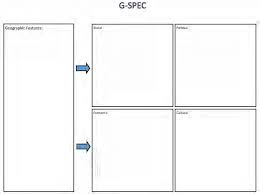 G-SPEC
Geographic Features:
Social
Political
Economic
Cultural